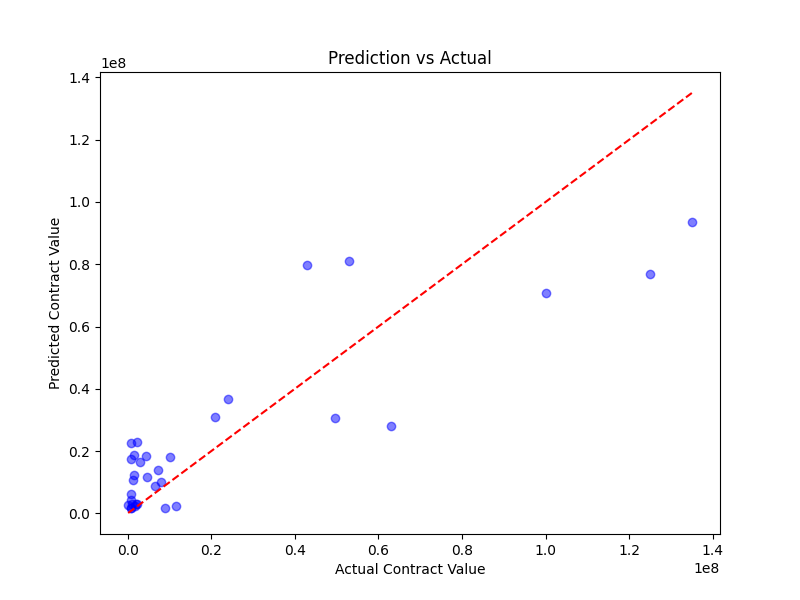 Prediction vs Actual
1e8
1.4
1.2
1.0
0.8
0.6
0.4
0.2
0.0
Predicted Contract Value
0.0 0.2 0.4 0.6 0.8 1.0 1.2 1.4
Actual Contract Value
1e8